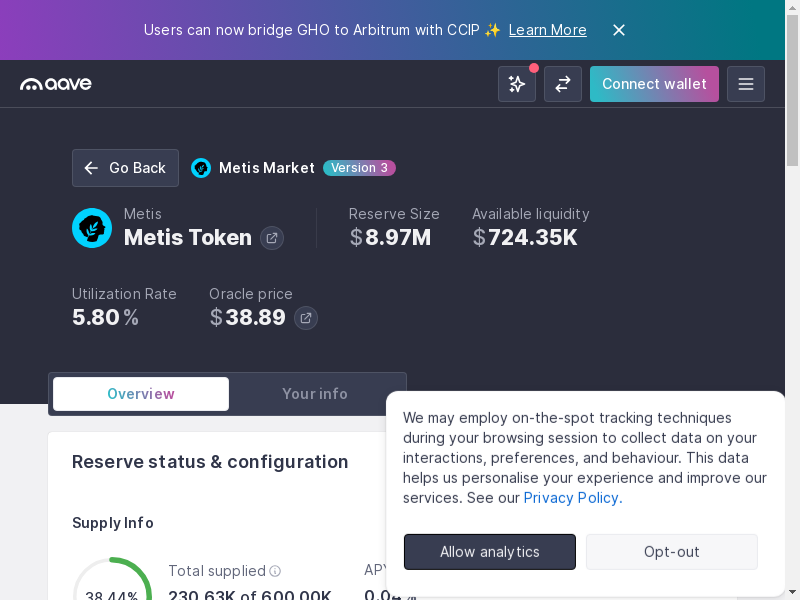 Users can now bridge GHO to Arbitrum with CCIP ✨ Learn More
aave
Connect wallet
Go Back
Metis Market
Version 3
Metis
Metis Token
Reserve Size
$8.97M
Available liquidity
$724.35K
Utilization Rate
5.80%
Oracle price
$38.89
Overview
Your info
Reserve status & configuration
Supply Info
38.44%
Total supplied
230.63K of 600.00K
APY
0.04%
We may employ on-the-spot tracking techniques
during your browsing session to collect data on your
interactions, preferences, and behaviour. This data
helps us personalise your experience and improve our
services. See our Privacy Policy.
Allow analytics
Opt-out